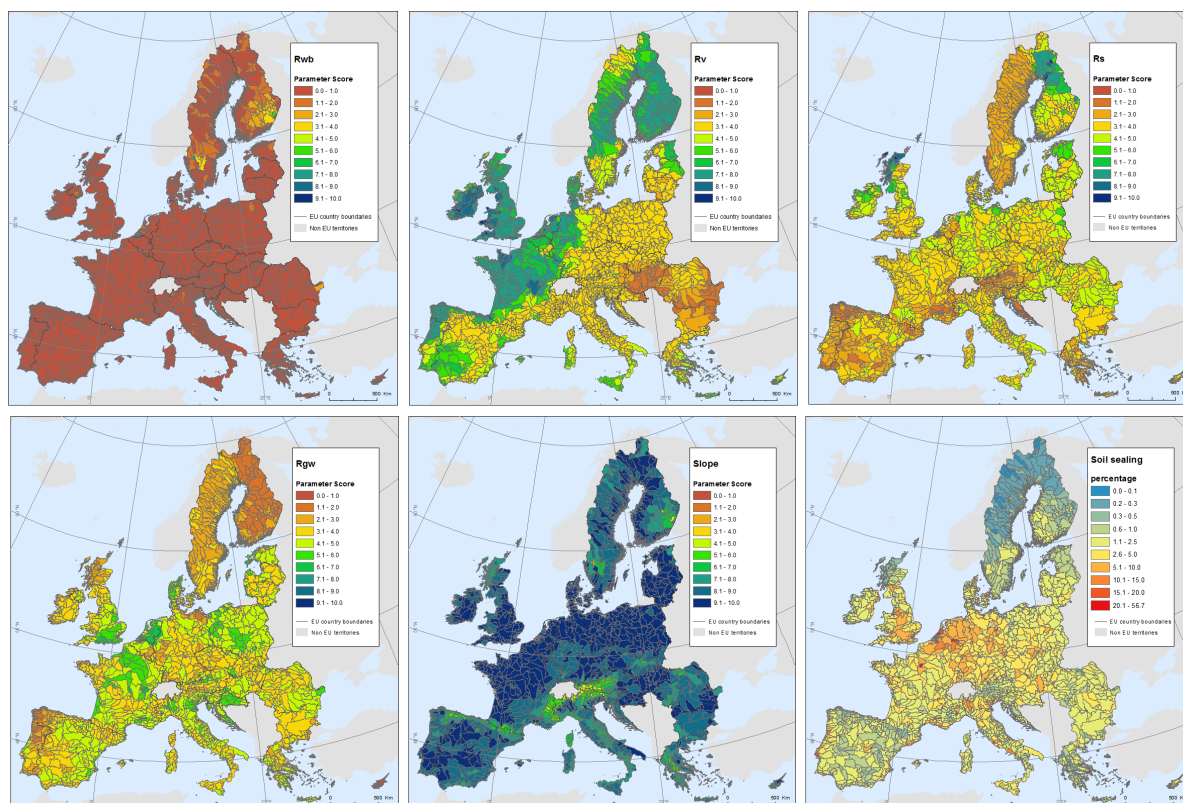 Rwb
Parameter Score
0.0 - 1.0
1.1 - 2.0
2.1 - 3.0
3.1 - 4.0
4.1 - 5.0
5.1 - 6.0
6.1 - 7.0
7.1 - 8.0
8.1 - 9.0
9.1 - 10.0
EU country boundaries
Non EU territories
0 500 Km
Rv
Parameter Score
0.0 - 1.0
1.1 - 2.0
2.1 - 3.0
3.1 - 4.0
4.1 - 5.0
5.1 - 6.0
6.1 - 7.0
7.1 - 8.0
8.1 - 9.0
9.1 - 10.0
EU country boundaries
Non EU territories
0 500 Km
Rs
Parameter Score
0.0 - 1.0
1.1 - 2.0
2.1 - 3.0
3.1 - 4.0
4.1 - 5.0
5.1 - 6.0
6.1 - 7.0
7.1 - 8.0
8.1 - 9.0
9.1 - 10.0
EU country boundaries
Non EU territories
0 500 Km
Rgw
Parameter Score
0.0 - 1.0
1.1 - 2.0
2.1 - 3.0
3.1 - 4.0
4.1 - 5.0
5.1 - 6.0
6.1 - 7.0
7.1 - 8.0
8.1 - 9.0
9.1 - 10.0
EU country boundaries
Non EU territories
0 500 Km
Slope
Parameter Score
0.0 - 1.0
1.1 - 2.0
2.1 - 3.0
3.1 - 4.0
4.1 - 5.0
5.1 - 6.0
6.1 - 7.0
7.1 - 8.0
8.1 - 9.0
9.1 - 10.0
EU country boundaries
Non EU territories
0 500 Km
Soil sealing
percentage
0.0 - 0.1
0.2 - 0.3
0.3 - 0.5
0.6 - 1.0
1.1 - 2.5
2.6 - 5.0
5.1 - 10.0
10.1 - 15.0
15.1 - 20.0
20.1 - 56.7
EU country boundaries
Non EU territories
0 500 Km